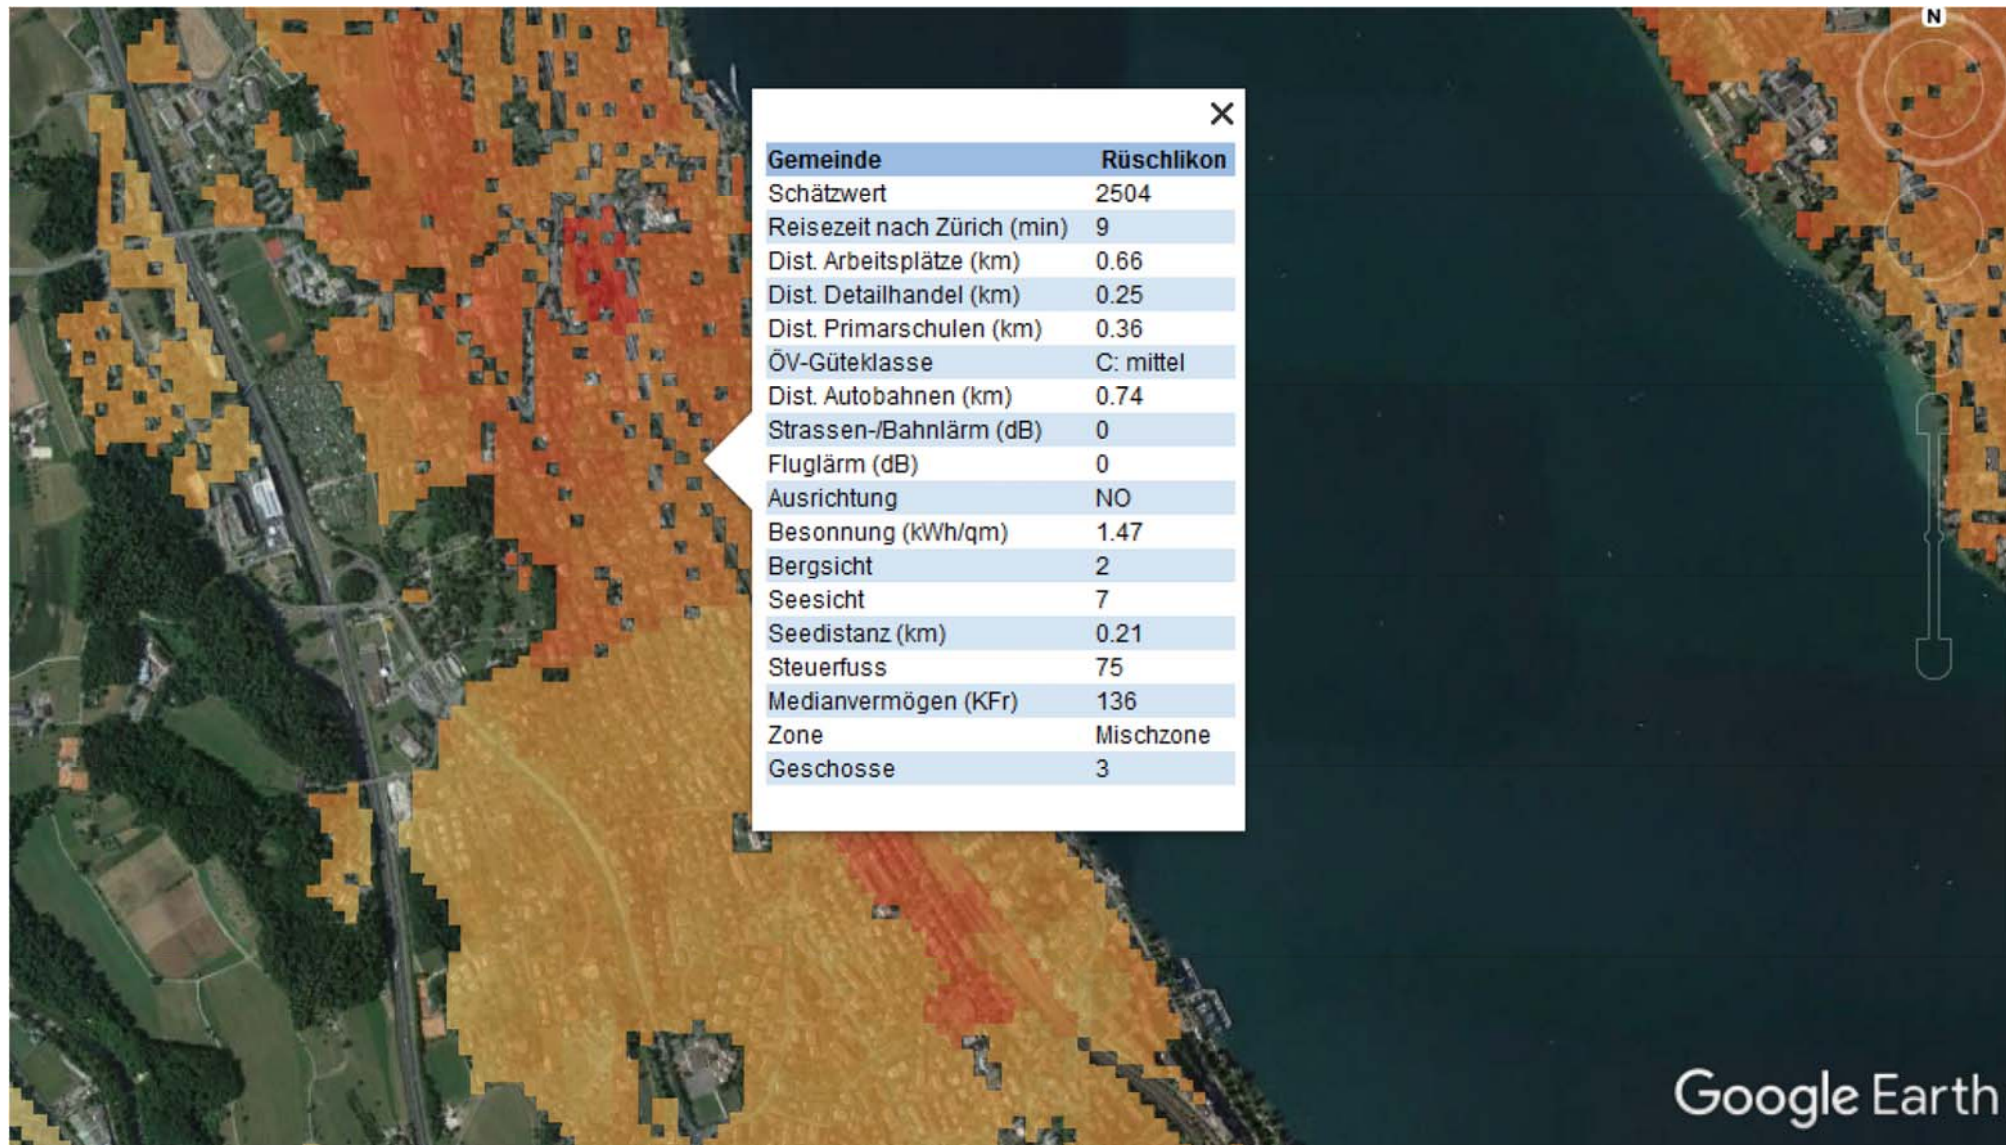 N
Gemeinde Rüschlikon
Schätzwert 2504
Reisezeit nach Zürich (min) 9
Dist. Arbeitsplätze (km) 0.66
Dist. Detailhandel (km) 0.25
Dist. Primarschulen (km) 0.36
ÖV-Güteklasse C: mittel
Dist. Autobahnen (km) 0.74
Strassen-/Bahnlärm (dB) 0
Fluglärm (dB) 0
Ausrichtung NO
Besonnung (kWh/qm) 1.47
Bergsicht 2
Seesicht 7
Seedistanz (km) 0.21
Steuerfuss 75
Medianvermögen (KFr) 136
Zone Mischzone
Geschosse 3
Google Earth